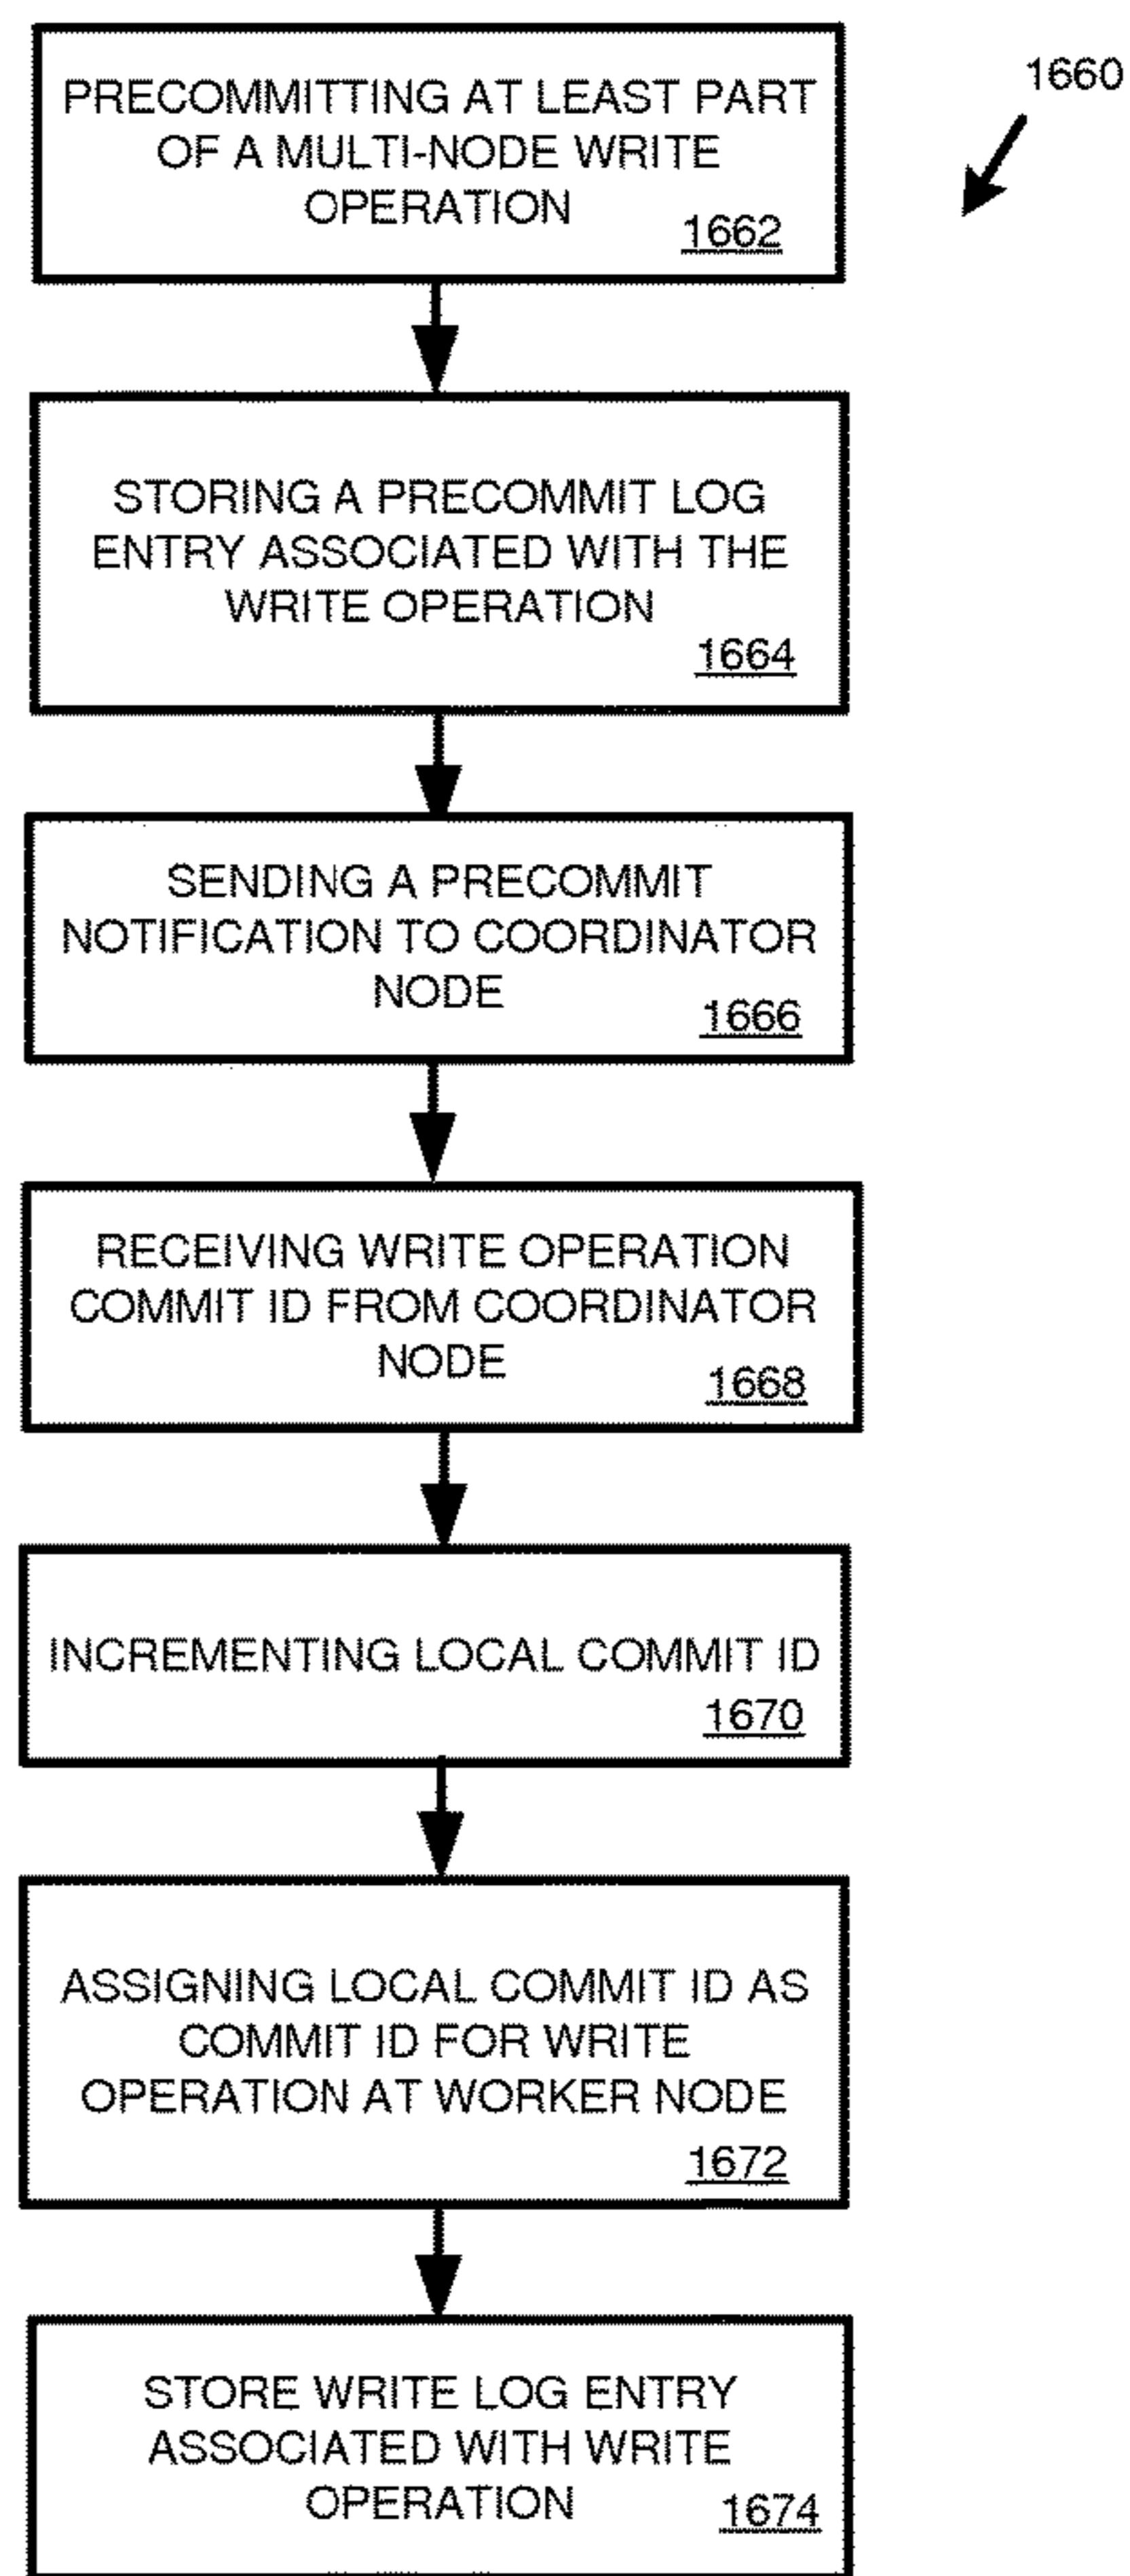 1660
PRECOMMITTING AT LEAST PART
OF A MULTI-NODE WRITE
OPERATION
1662
STORING A PRECOMMIT LOG
ENTRY ASSOCIATED WITH THE
WRITE OPERATION
1664
SENDING A PRECOMMIT
NOTIFICATION TO COORDINATOR
NODE
1666
RECEIVING WRITE OPERATION
COMMIT ID FROM COORDINATOR
NODE
1668
INCREMENTING LOCAL COMMIT ID
1670
ASSIGNING LOCAL COMMIT ID AS
COMMIT ID FOR WRITE
OPERATION AT WORKER NODE
1672
STORE WRITE LOG ENTRY
ASSOCIATED WITH WRITE
OPERATION
1674